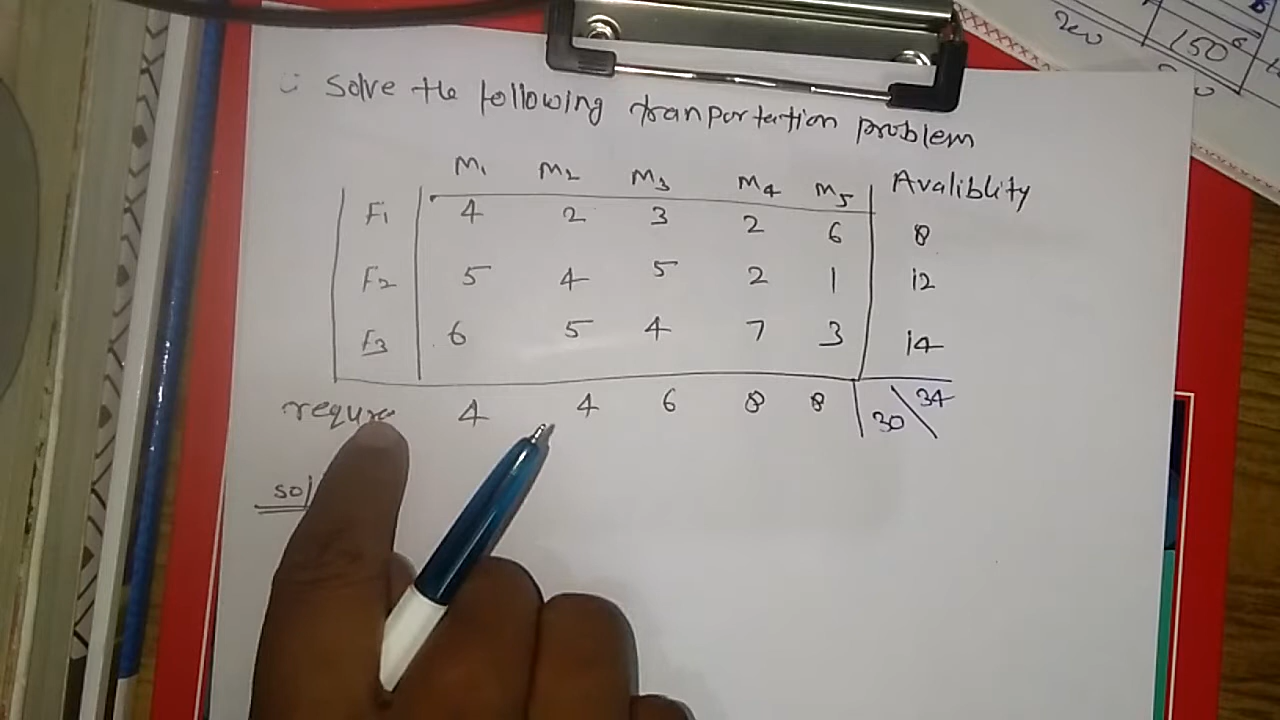 Solve the following tranportation problem
M1 M2 M3 M4 M5 Avaliblity
F1 4 2 3 2 6 8
F2 5 4 5 2 1 12
F3 6 5 4 7 3 14
4 4 6 8 8 30 \ 34
200
150